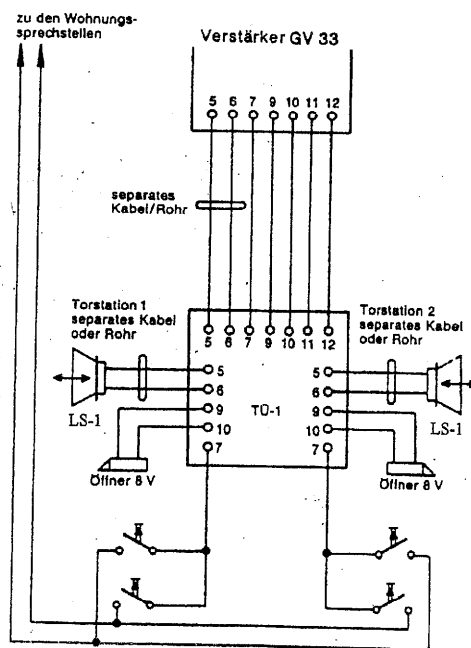 zu den Wohnungs-
sprechstellen
Verstärker GV 33
5 6 7 9 10 11 12
separates
Kabel/Rohr
Torstation 1
separates Kabel
oder Rohr
Torstation 2
separates Kabel
oder Rohr
5 6 7 9 10 11 12
5
6
9
10
7
TÜ-1
5
6
9
10
7
LS-1
LS-1
Öffner 8 V
Öffner 8 V